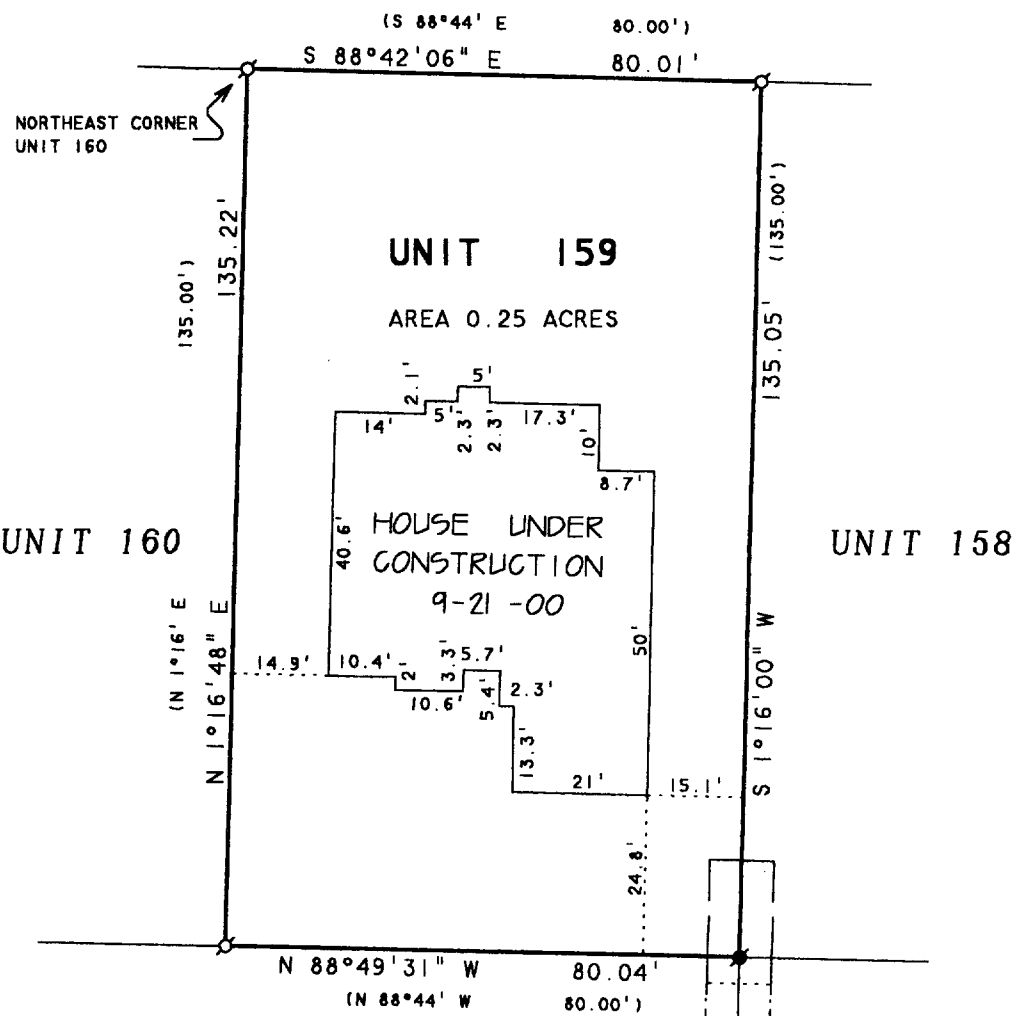 (S 88°44' E 80.00')
S 88°42'06" E 80.01'
NORTHEAST CORNER
UNIT 160
135.22'
135.00')
(135.00')
135.05'
UNIT 159
AREA 0.25 ACRES
2.1'
5'
14'
5'
2.3'
2.3'
17.3'
10'
8.7'
40.6'
HOUSE UNDER
CONSTRUCTION
9-21-00
UNIT 160
UNIT 158
50'
(N 1°16' E
N 1°16'48" E
S 1°16'00" W
14.9'
10.4'
2'
3.3'
5.7'
10.6'
5.4'
2.3'
13.3'
21'
15.1'
24.8'
N 88°49'31" W 80.04'
(N 88°44' W 80.00')